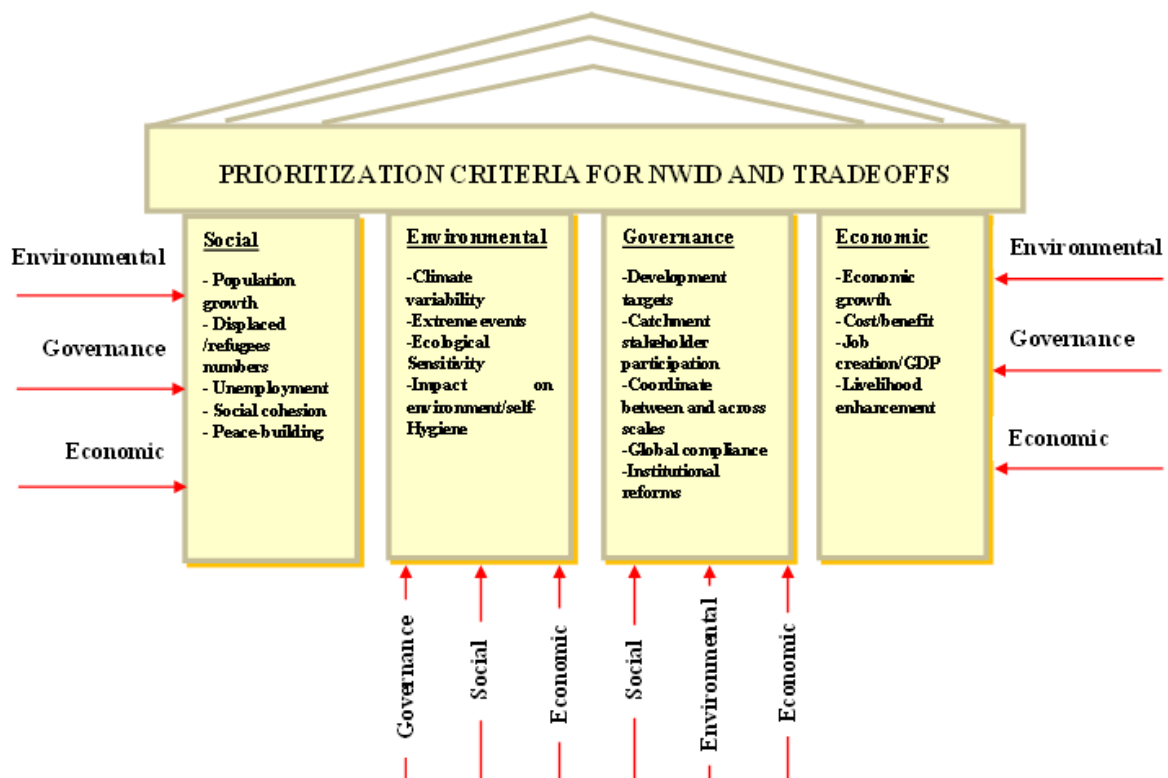 PRIORITIZATION CRITERIA FOR NWID AND TRADEOFFS
Environmental
Governance
Economic
Social
- Population
growth
- Displaced
/refugees
numbers
- Unemployment
- Social cohesion
- Peace-building
Environmental
-Climate
variability
-Extreme events
-Ecological
Sensitivity
-Impact on
environment/self-
Hygiene
Governance
-Development
targets
-Catchment
stakeholder
participation
-Coordinate
between and across
scales
-Global compliance
-Institutional
reforms
Economic
-Economic
growth
-Cost/benefit
-Job
creation/GDP
-Livelihood
enhancement
Environmental
Governance
Economic
Governance
Social
Economic
Social
Environmental
Economic